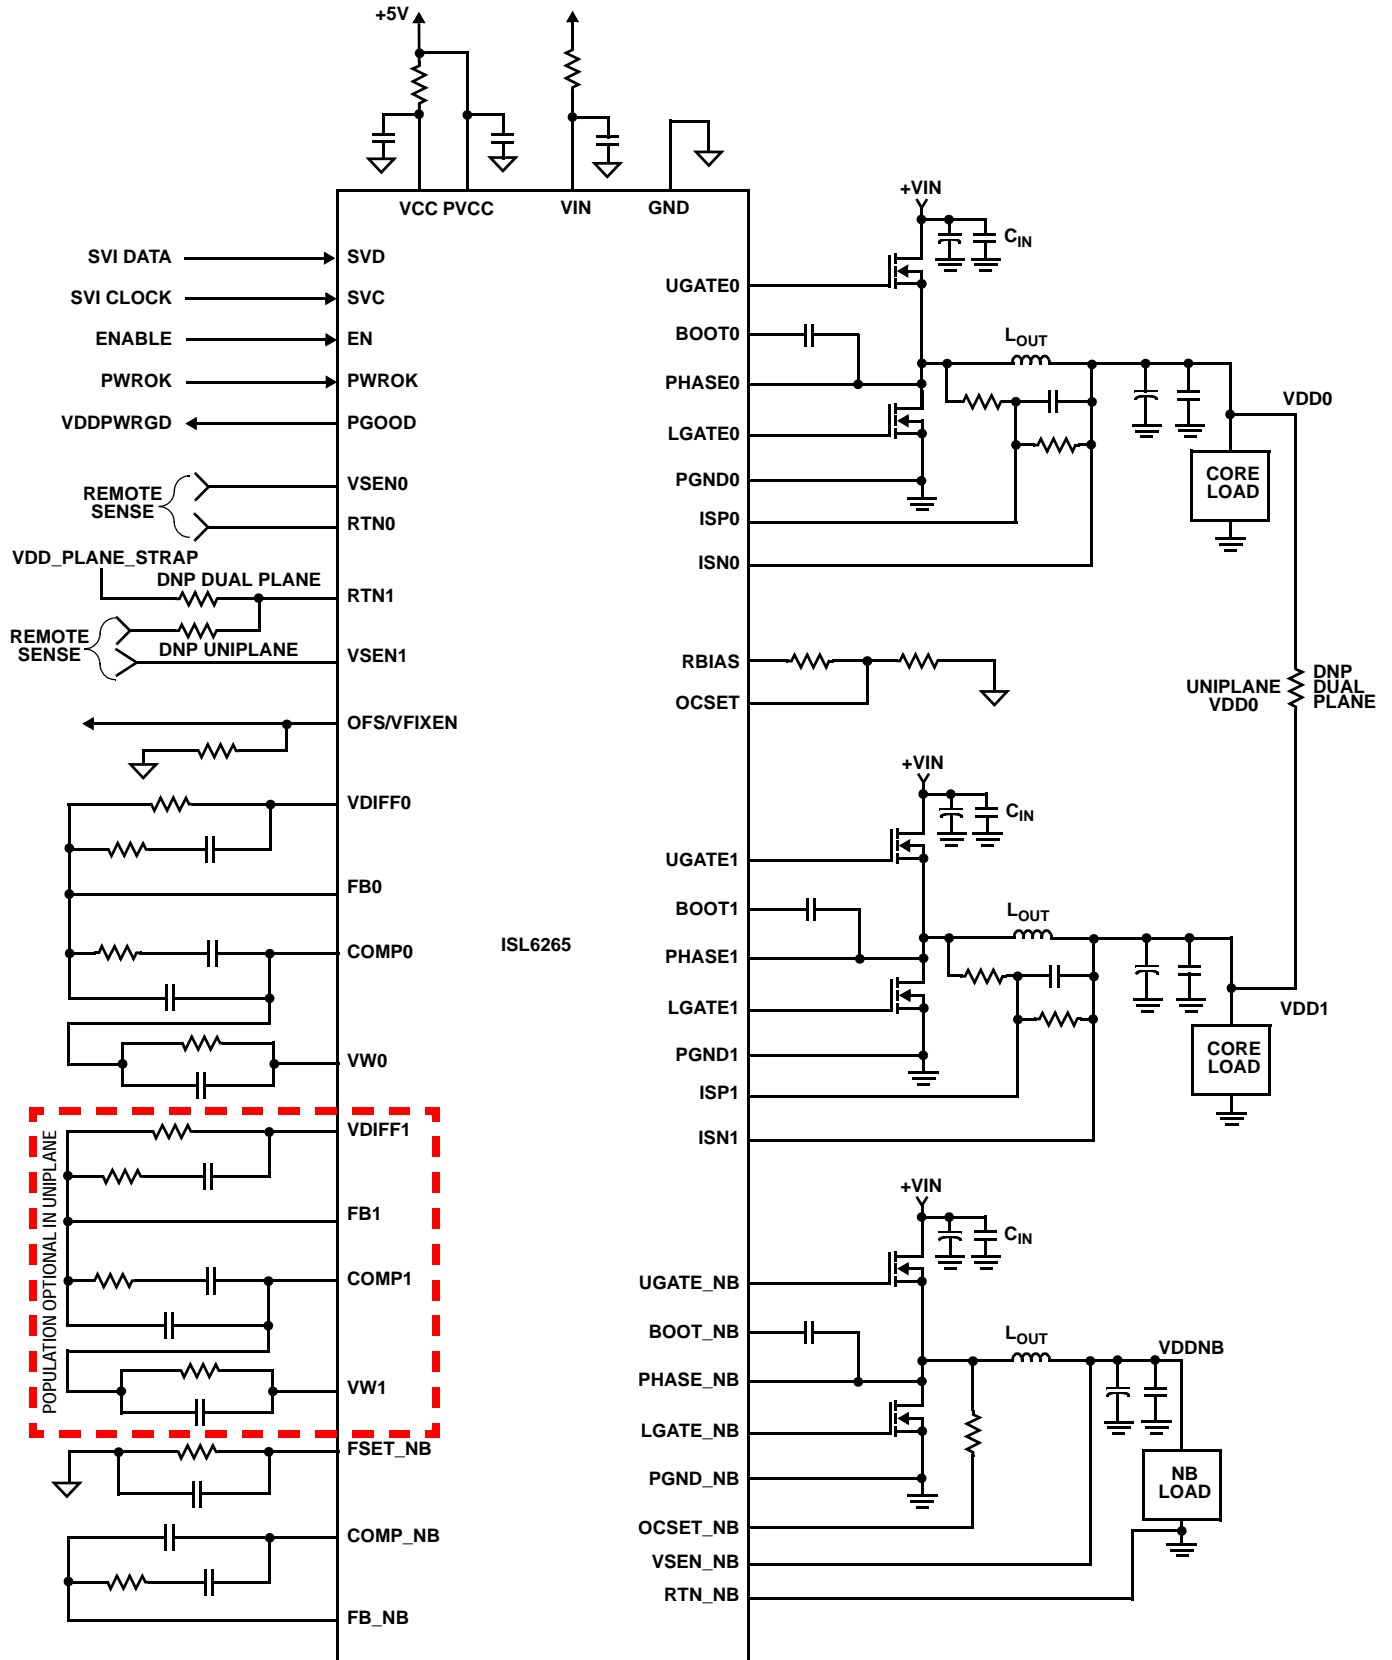 +5V
VCC PVCC
VIN
GND
SVI DATA
SVD
SVI CLOCK
SVC
ENABLE
EN
PWROK
PWROK
VDDPWRGD
PGOOD
REMOTE
SENSE
VSEN0
RTN0
VDD_PLANE_STRAP
DNP DUAL PLANE
RTN1
REMOTE
SENSE
DNP UNIPLANE
VSEN1
OFS/VFIXEN
VDIFF0
FB0
COMP0
VW0
POPULATION OPTIONAL IN UNIPLANE
VDIFF1
FB1
COMP1
VW1
FSET_NB
COMP_NB
FB_NB
ISL6265
+VIN
CIN
UGATE0
BOOT0
LOUT
PHASE0
VDD0
LGATE0
PGND0
CORE
LOAD
ISP0
ISN0
RBIAS
OCSET
UNIPLANE
VDD0
DNP
DUAL
PLANE
+VIN
CIN
UGATE1
BOOT1
LOUT
PHASE1
LGATE1
VDD1
PGND1
CORE
LOAD
ISP1
ISN1
+VIN
CIN
UGATE_NB
BOOT_NB
LOUT
VDDNB
PHASE_NB
LGATE_NB
PGND_NB
NB
LOAD
OCSET_NB
VSEN_NB
RTN_NB